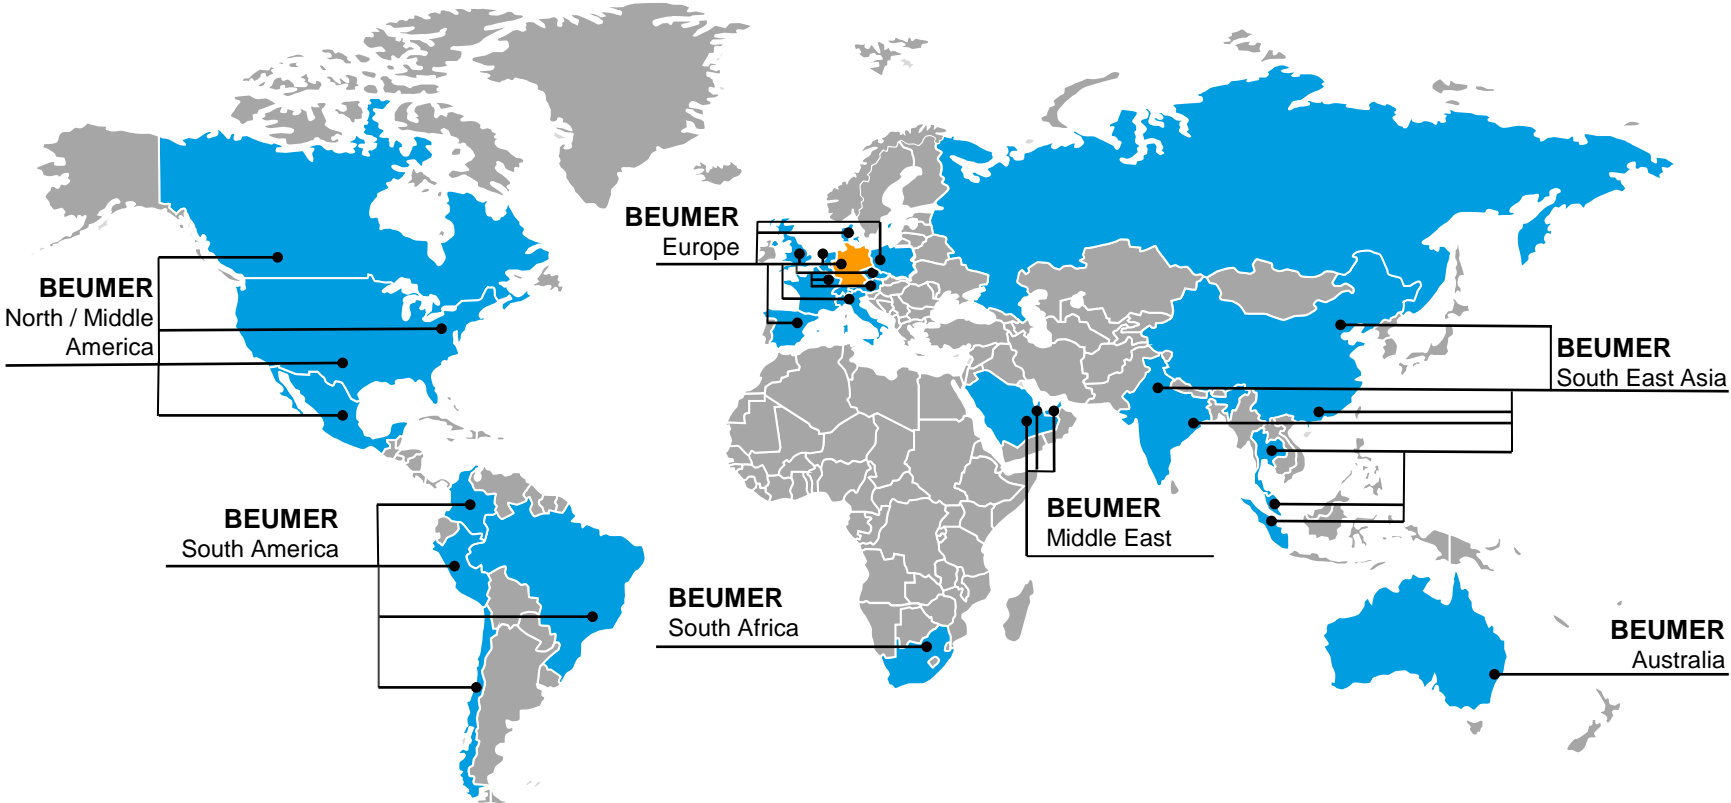 BEUMER
Europe
BEUMER
North / Middle
America
BEUMER
South East Asia
BEUMER
South America
BEUMER
Middle East
BEUMER
South Africa
BEUMER
Australia